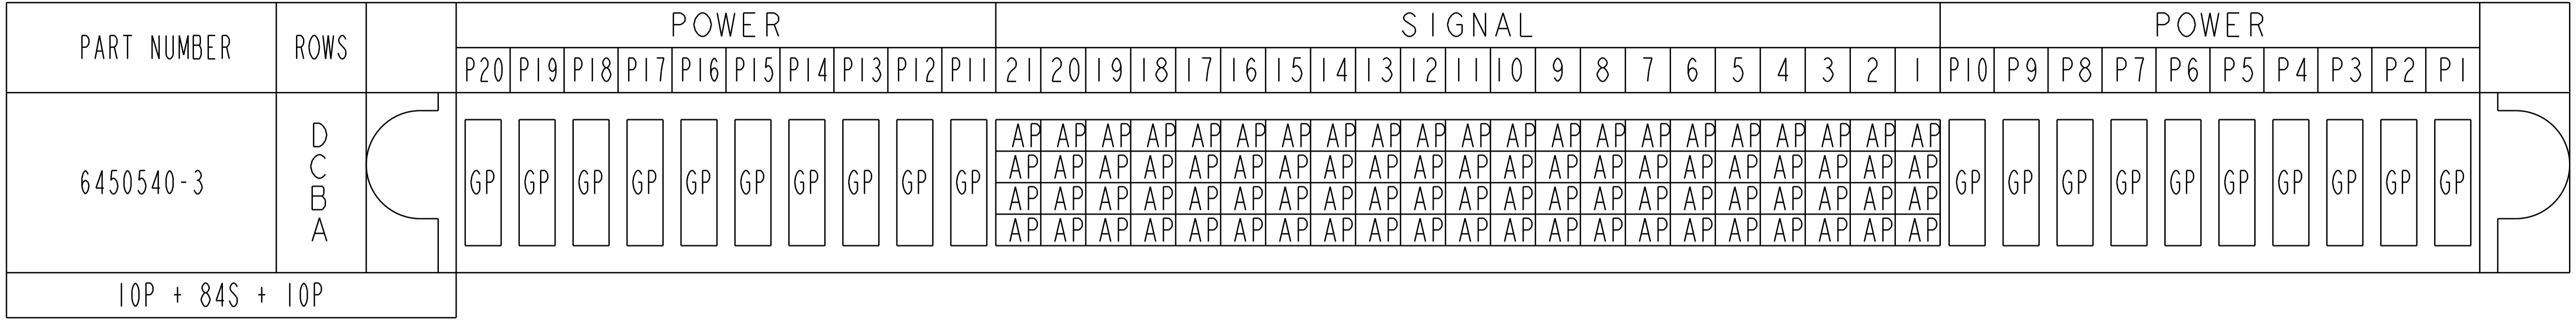 POWER SIGNAL POWER
PART NUMBER ROWS
P20 P19 P18 P17 P16 P15 P14 P13 P12 P11 21 20 19 18 17 16 15 14 13 12 11 10 9 8 7 6 5 4 3 2 1 P10 P9 P8 P7 P6 P5 P4 P3 P2 P1
D AP AP AP AP AP AP AP AP AP AP AP AP AP AP AP AP AP AP AP AP AP
C AP AP AP AP AP AP AP AP AP AP AP AP AP AP AP AP AP AP AP AP AP
6450540-3 GP GP GP GP GP GP GP GP GP GP GP GP GP GP GP GP GP GP GP GP
B AP AP AP AP AP AP AP AP AP AP AP AP AP AP AP AP AP AP AP AP AP
A AP AP AP AP AP AP AP AP AP AP AP AP AP AP AP AP AP AP AP AP AP
10P + 84S + 10P